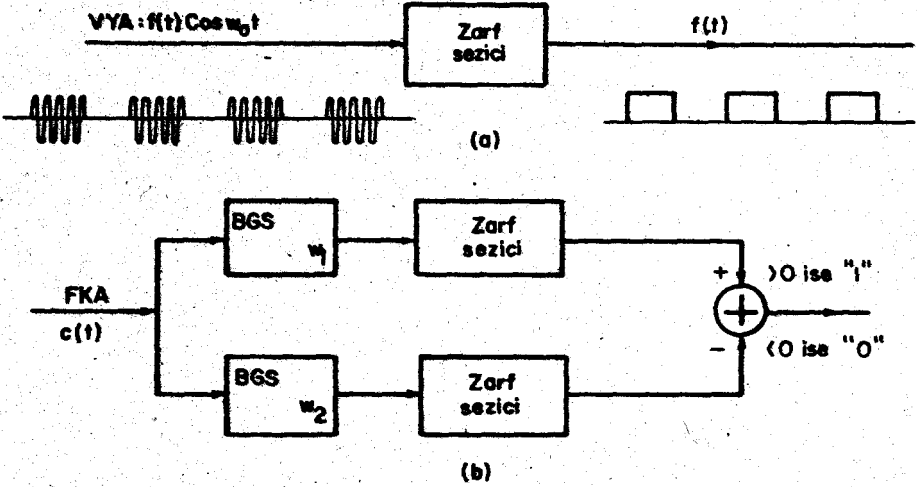 VYA: f(t) Cos w₀ t
Zarf
sezici
f(t)
(a)
BGS
w₁
Zarf
sezici
FKA
c(t)
+
>0 ise "1"
+
−
<0 ise "0"
BGS
w₂
Zarf
sezici
(b)